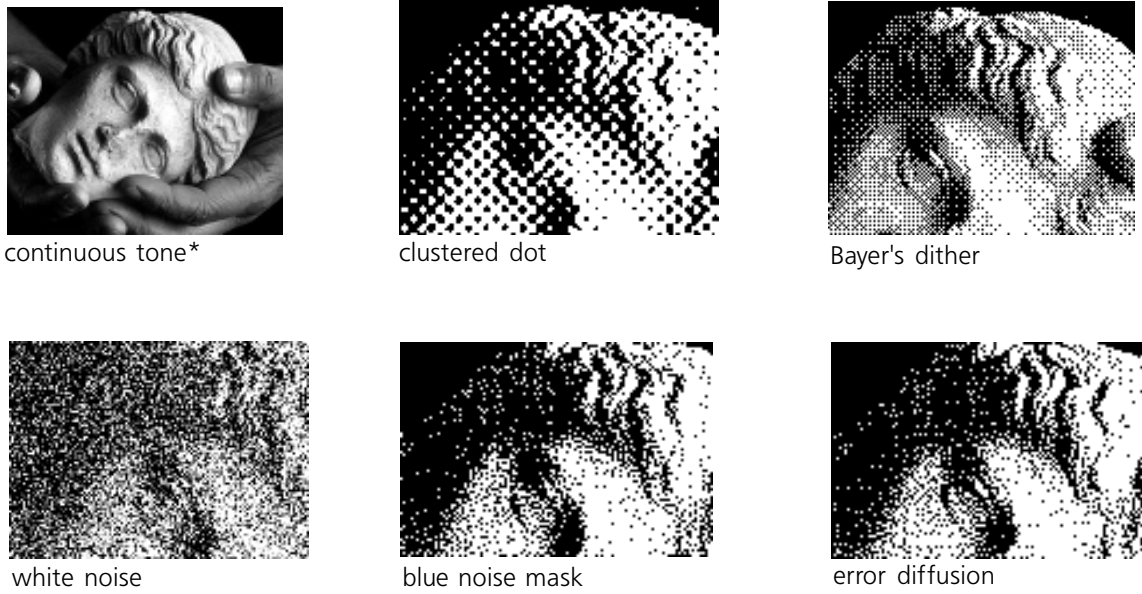 continuous tone*
clustered dot
Bayer's dither
white noise
blue noise mask
error diffusion